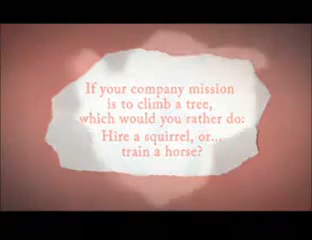 If your company mission
is to climb a tree,
which would you rather do:
Hire a squirrel, or...
train a horse?